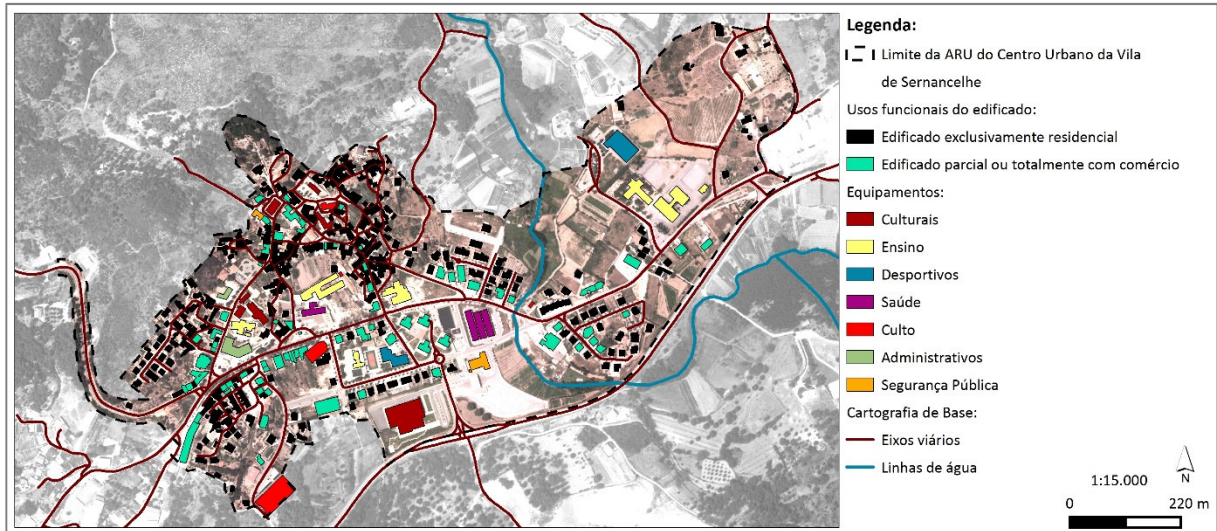 Legenda:
Limite da ARU do Centro Urbano da Vila
de Sernancelhe
Usos funcionais do edificado:
Edificado exclusivamente residencial
Edificado parcial ou totalmente com comércio
Equipamentos:
Culturais
Ensino
Desportivos
Saúde
Culto
Administrativos
Segurança Pública
Cartografia de Base:
Eixos viários
Linhas de água
1:15.000
N
0 220 m